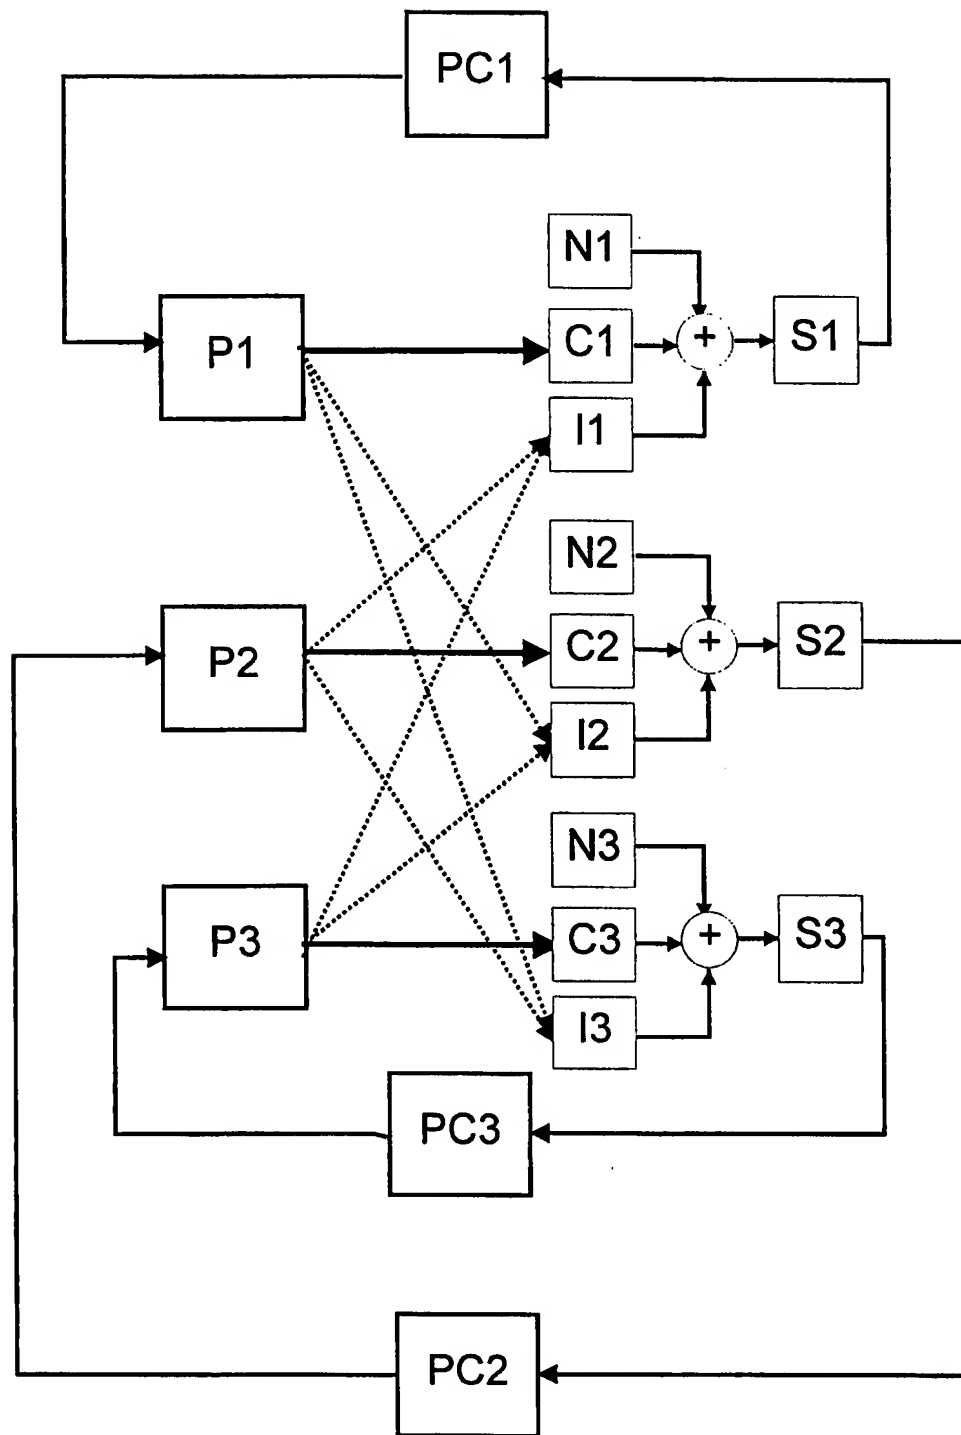 PC1
N1
P1
C1
+
S1
I1
N2
P2
C2
+
S2
I2
N3
P3
C3
+
S3
I3
PC3
PC2